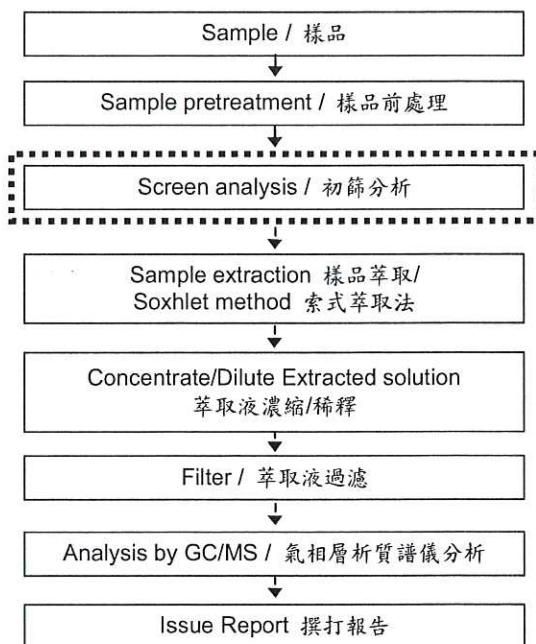 Sample / 樣品
Sample pretreatment / 樣品前處理
Screen analysis / 初篩分析
Sample extraction 樣品萃取/
Soxhlet method 索式萃取法
Concentrate/Dilute Extracted solution
萃取液濃縮/稀釋
Filter / 萃取液過濾
Analysis by GC/MS / 氣相層析質譜儀分析
Issue Report 撰打報告